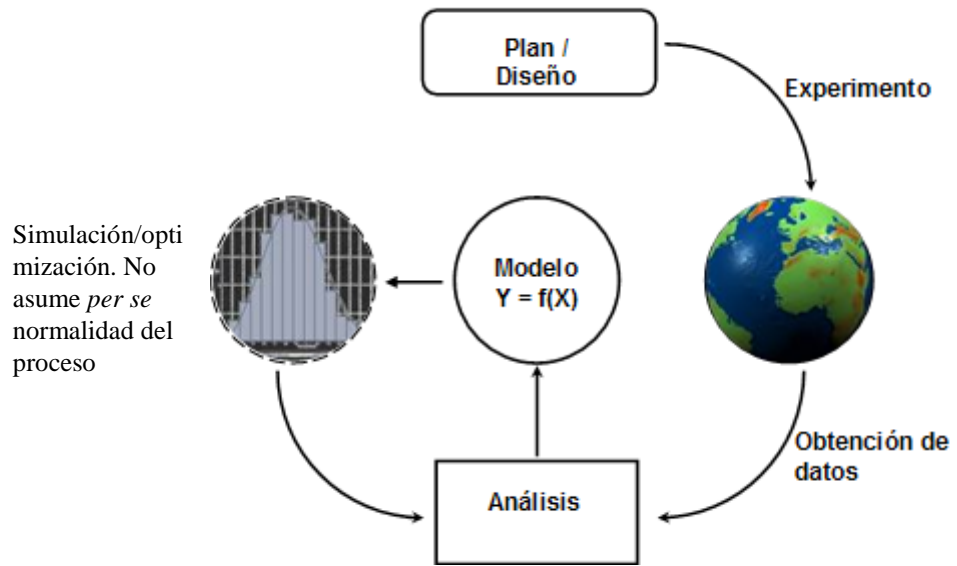 Plan /
Diseño
Experimento
Simulación/opti
mización. No
asume per se
normalidad del
proceso
Modelo
Y = f(X)
Obtención de
datos
Análisis